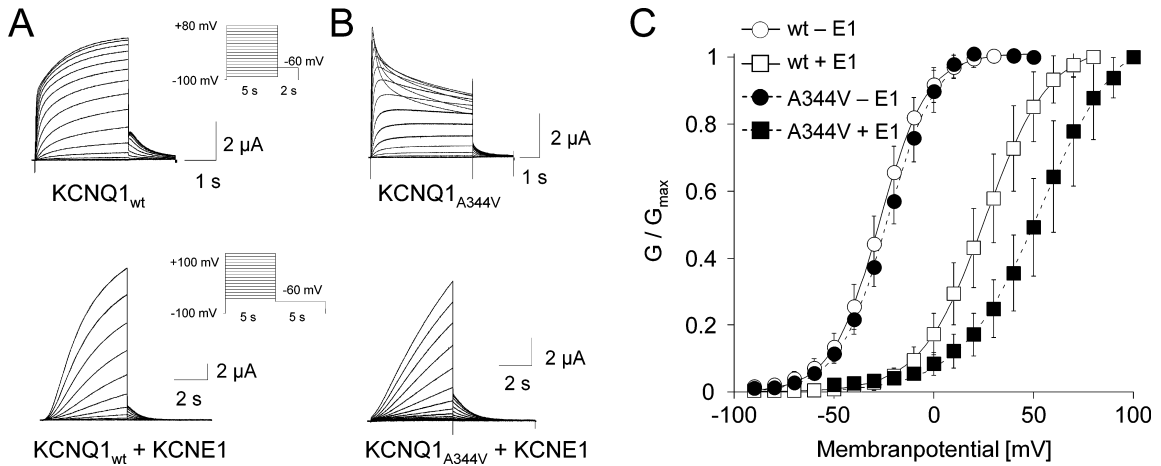 A
+80 mV
-60 mV
-100 mV
5 s
2 s
2 µA
1 s
KCNQ1wt
+100 mV
-60 mV
-100 mV
5 s
5 s
2 µA
2 s
KCNQ1wt + KCNE1
B
2 µA
1 s
KCNQ1A344V
2 µA
2 s
KCNQ1A344V + KCNE1
C
wt – E1
wt + E1
A344V – E1
A344V + E1
G / Gmax
1
0.8
0.6
0.4
0.2
0
-100
-50
0
50
100
Membranpotential [mV]